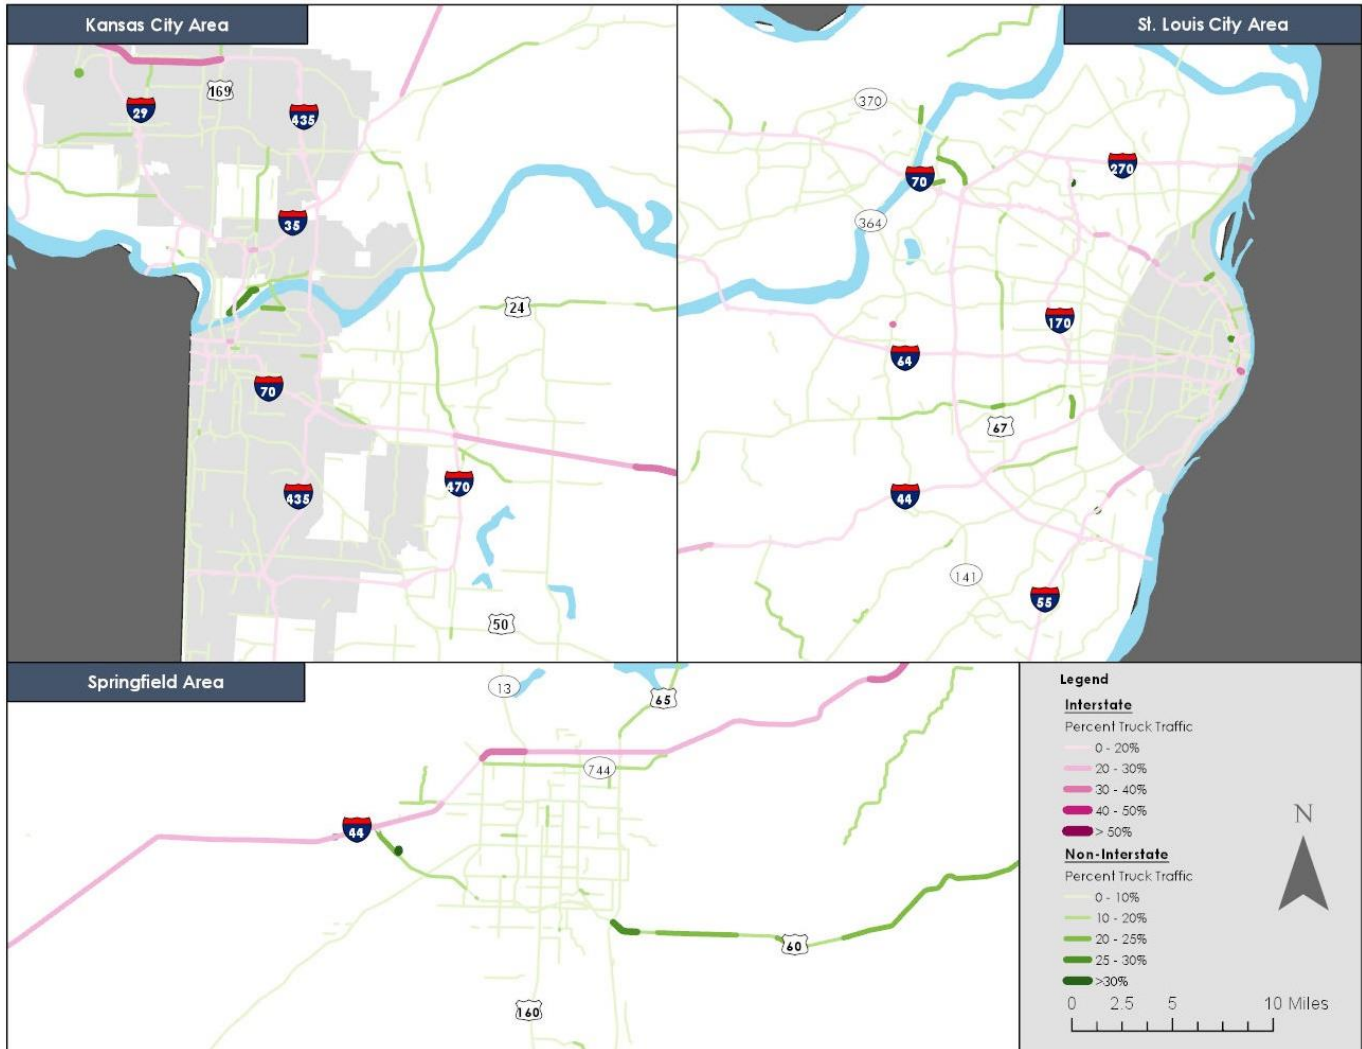 Kansas City Area
169
29
435
35
24
70
435
470
50
St. Louis City Area
370
70
270
364
170
64
67
44
141
55
Springfield Area
13
65
744
44
60
160
Legend
Interstate
Percent Truck Traffic
0 - 20%
20 - 30%
30 - 40%
40 - 50%
> 50%
Non-Interstate
Percent Truck Traffic
0 - 10%
10 - 20%
20 - 25%
25 - 30%
>30%
N
0 2.5 5 10 Miles